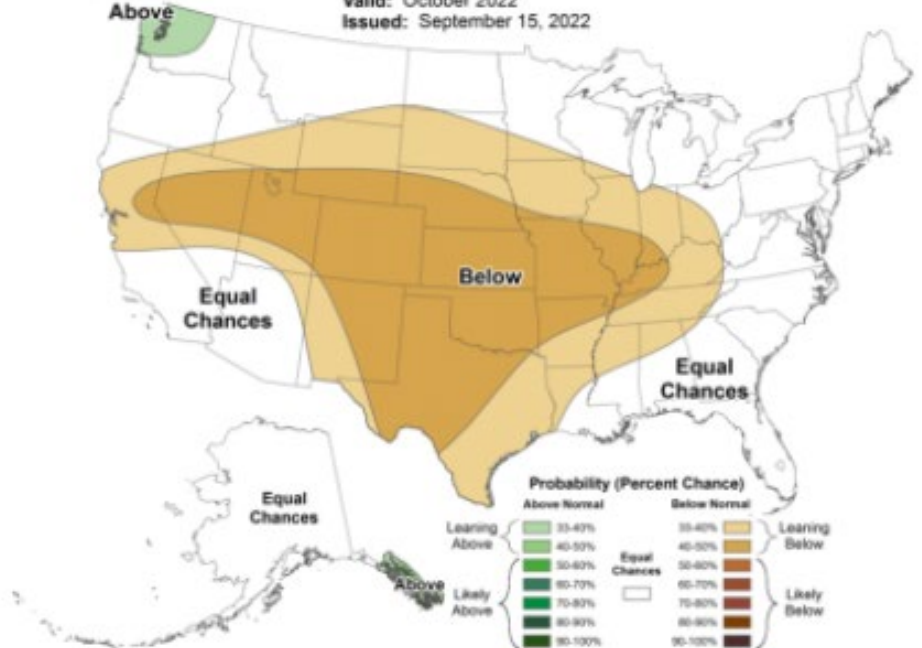 Valid: October 2022
Issued: September 15, 2022
Above
Below
Equal
Chances
Equal
Chances
Equal
Chances
Above
Probability (Percent Chance)
Above Normal
Below Normal
Leaning
Above
33-40%
40-50%
50-60%
60-70%
70-80%
80-90%
90-100%
Likely
Above
Equal
Chances
33-40%
40-50%
50-60%
60-70%
70-80%
80-90%
90-100%
Leaning
Below
Likely
Below